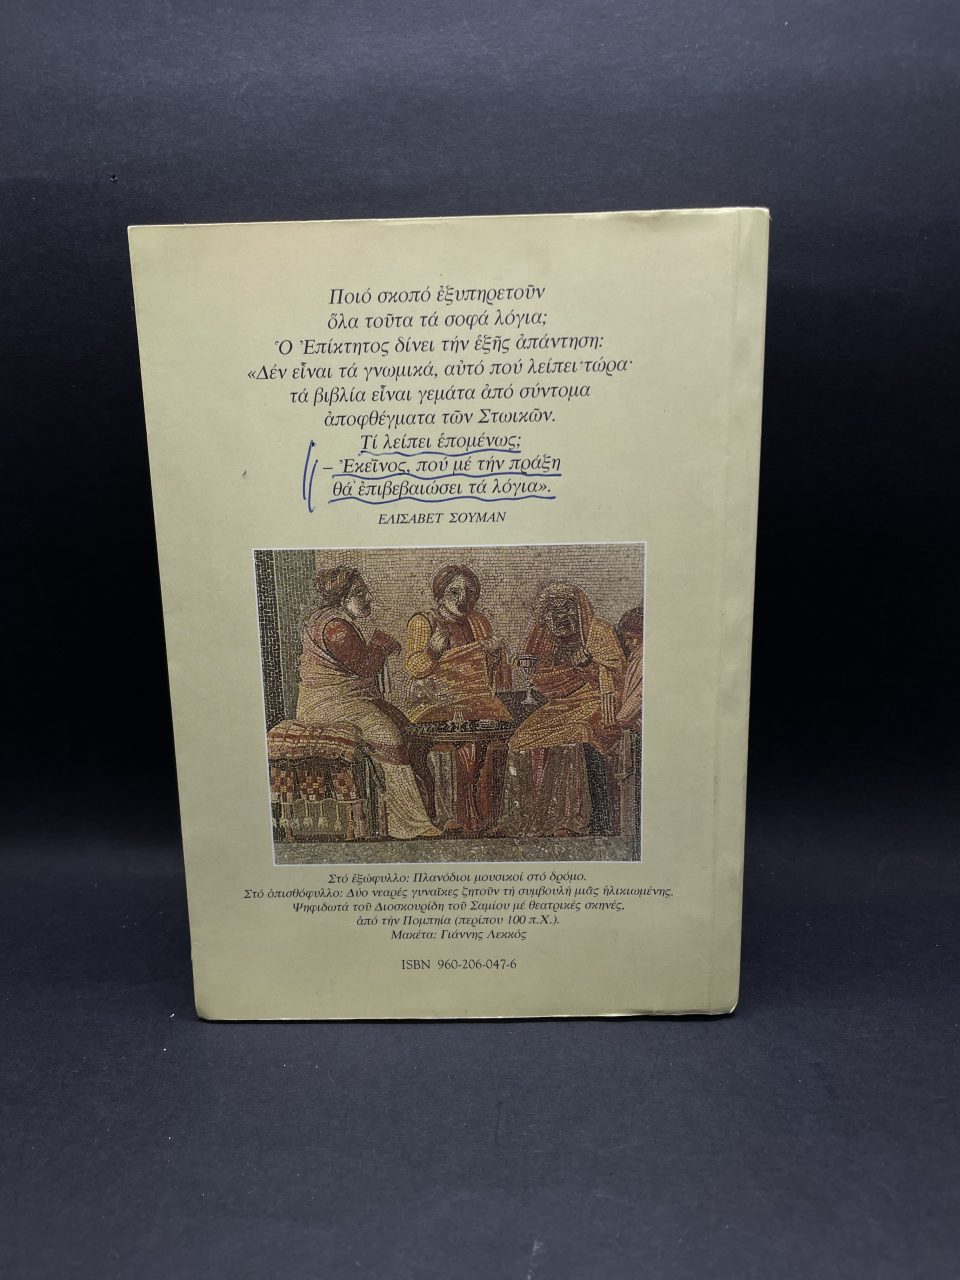 Ποιό σκοπό ἐξυπηρετοῦν
ὅλα τοῦτα τά σοφά λόγια;
Ὁ Ἐπίκτητος δίνει τήν ἑξῆς ἀπάντηση:
«Δέν εἶναι τά γνωμικά, αὐτό πού λείπει τώρα·
τά βιβλία εἶναι γεμάτα ἀπό σύντομα
ἀποφθέγματα τῶν Στωικῶν.
Τί λείπει ἑπομένως;
– Ἐκεῖνος, πού μέ τήν πράξη
θά ἐπιβεβαιώσει τά λόγια».
ΕΛΙΣΑΒΕΤ ΣΟΥΜΑΝ
Στό ἐξώφυλλο: Πλανόδιοι μουσικοί στό δρόμο.
Στό ὀπισθόφυλλο: Δύο νεαρές γυναῖκες ζητοῦν τή συμβουλή μιᾶς ἡλικιωμένης.
Ψηφιδωτά τοῦ Διοσκουρίδη τοῦ Σαμίου μέ θεατρικές σκηνές,
ἀπό τήν Πομπηία (περίπου 100 π.Χ.).
Μακέτα: Γιάννης Λεκκός
ISBN 960-206-047-6